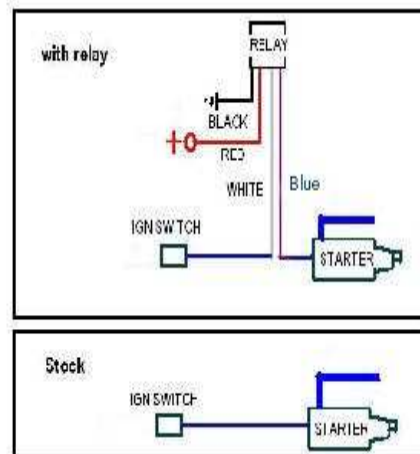 RELAY
with relay
BLACK
RED
WHITE
Blue
IGN SWITCH
STARTER
Stock
IGN SWITCH
STARTER